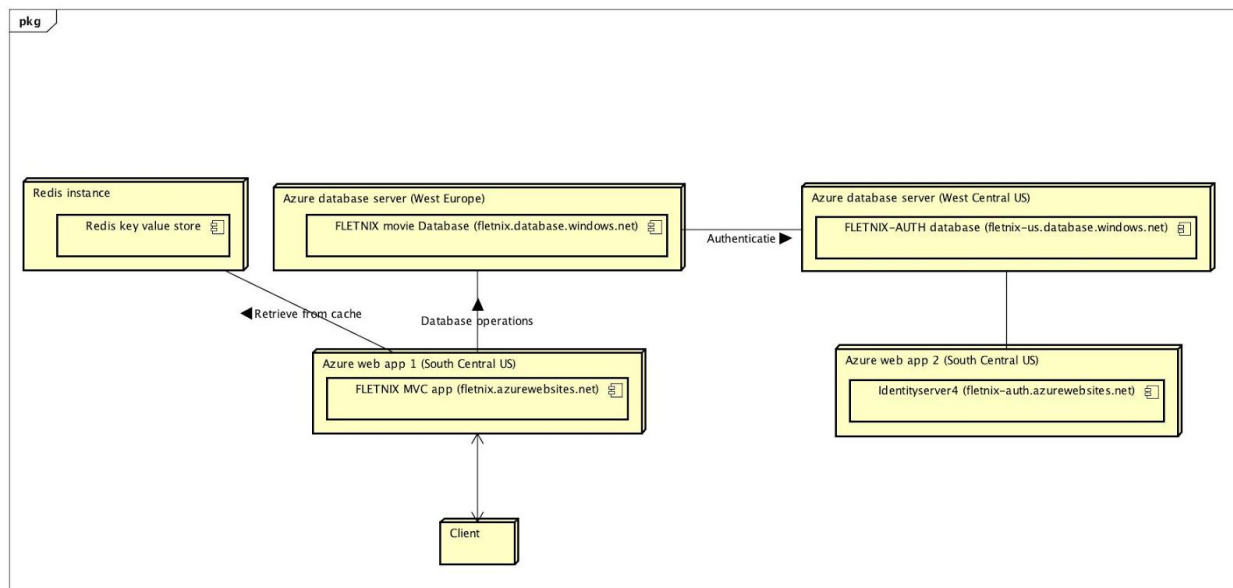 pkg
Redis instance
Redis key value store
Azure database server (West Europe)
FLETNIX movie Database (fletnix.database.windows.net)
Authenticatie
Azure database server (West Central US)
FLETNIX-AUTH database (fletnix-us.database.windows.net)
Retrieve from cache
Database operations
Azure web app 1 (South Central US)
FLETNIX MVC app (fletnix.azurewebsites.net)
Azure web app 2 (South Central US)
Identityserver4 (fletnix-auth.azurewebsites.net)
Client